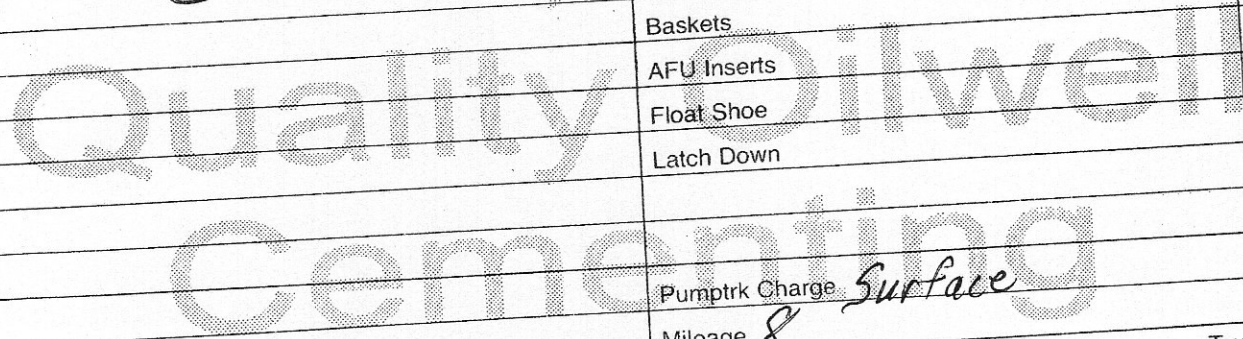 Baskets
AFU Inserts
Quality Oilwell
Float Shoe
Latch Down
Cementing
Pumptrk Charge Surface
Mileage 8